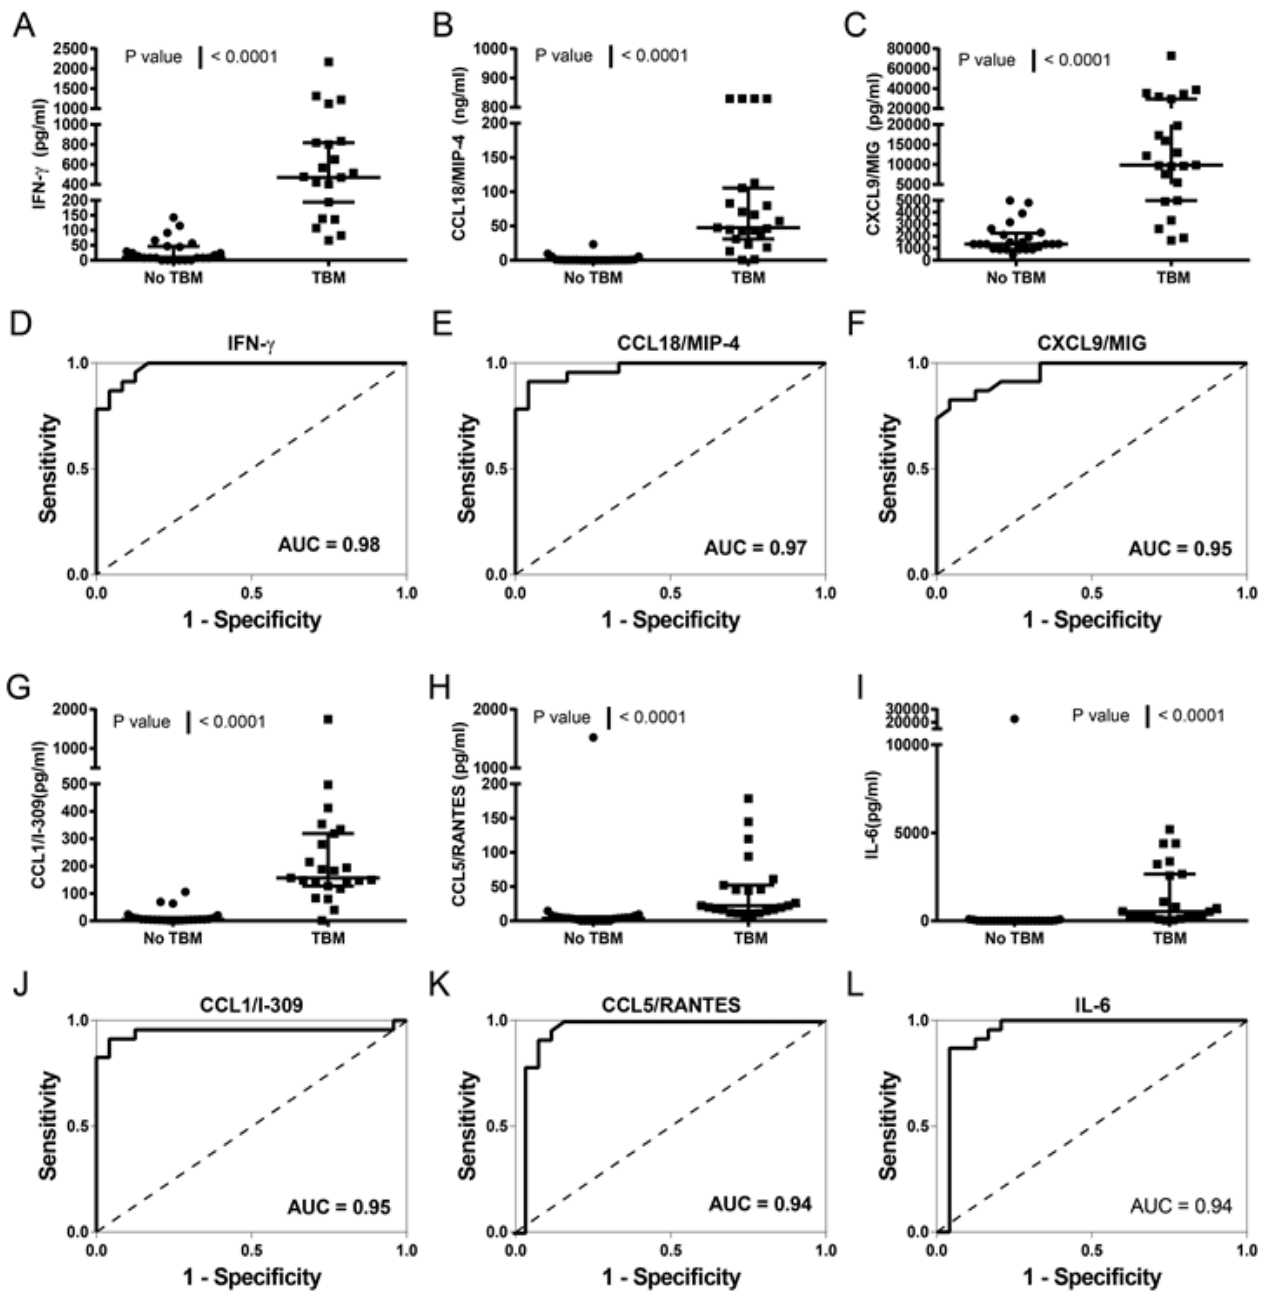 A
B
C
P value < 0.0001
P value < 0.0001
P value < 0.0001
IFN-γ (pg/ml)
2500
2000
1500
1000
1000
800
600
400
200
150
100
50
0
No TBM TBM
CCL18/MIP-4 (ng/ml)
1000
900
800
200
150
100
50
0
No TBM TBM
CXCL9/MIG (pg/ml)
80000
60000
40000
20000
20000
15000
10000
5000
5000
4000
3000
2000
1000
0
No TBM TBM
D
IFN-γ
Sensitivity
1.0
0.5
0.0
AUC = 0.98
0.0 0.5 1.0
1 - Specificity
E
CCL18/MIP-4
Sensitivity
1.0
0.5
0.0
AUC = 0.97
0.0 0.5 1.0
1 - Specificity
F
CXCL9/MIG
Sensitivity
1.0
0.5
0.0
AUC = 0.95
0.0 0.5 1.0
1 - Specificity
G
P value < 0.0001
CCL1/I-309(pg/ml)
2000
1000
500
400
300
200
100
0
No TBM TBM
H
P value < 0.0001
CCL5/RANTES (pg/ml)
2000
1000
200
150
100
50
0
No TBM TBM
I
P value < 0.0001
IL-6(pg/ml)
30000
20000
10000
5000
0
No TBM TBM
J
CCL1/I-309
Sensitivity
1.0
0.5
0.0
AUC = 0.95
0.0 0.5 1.0
1 - Specificity
K
CCL5/RANTES
Sensitivity
1.0
0.5
0.0
AUC = 0.94
0.0 0.5 1.0
1 - Specificity
L
IL-6
Sensitivity
1.0
0.5
0.0
AUC = 0.94
0.0 0.5 1.0
1 - Specificity